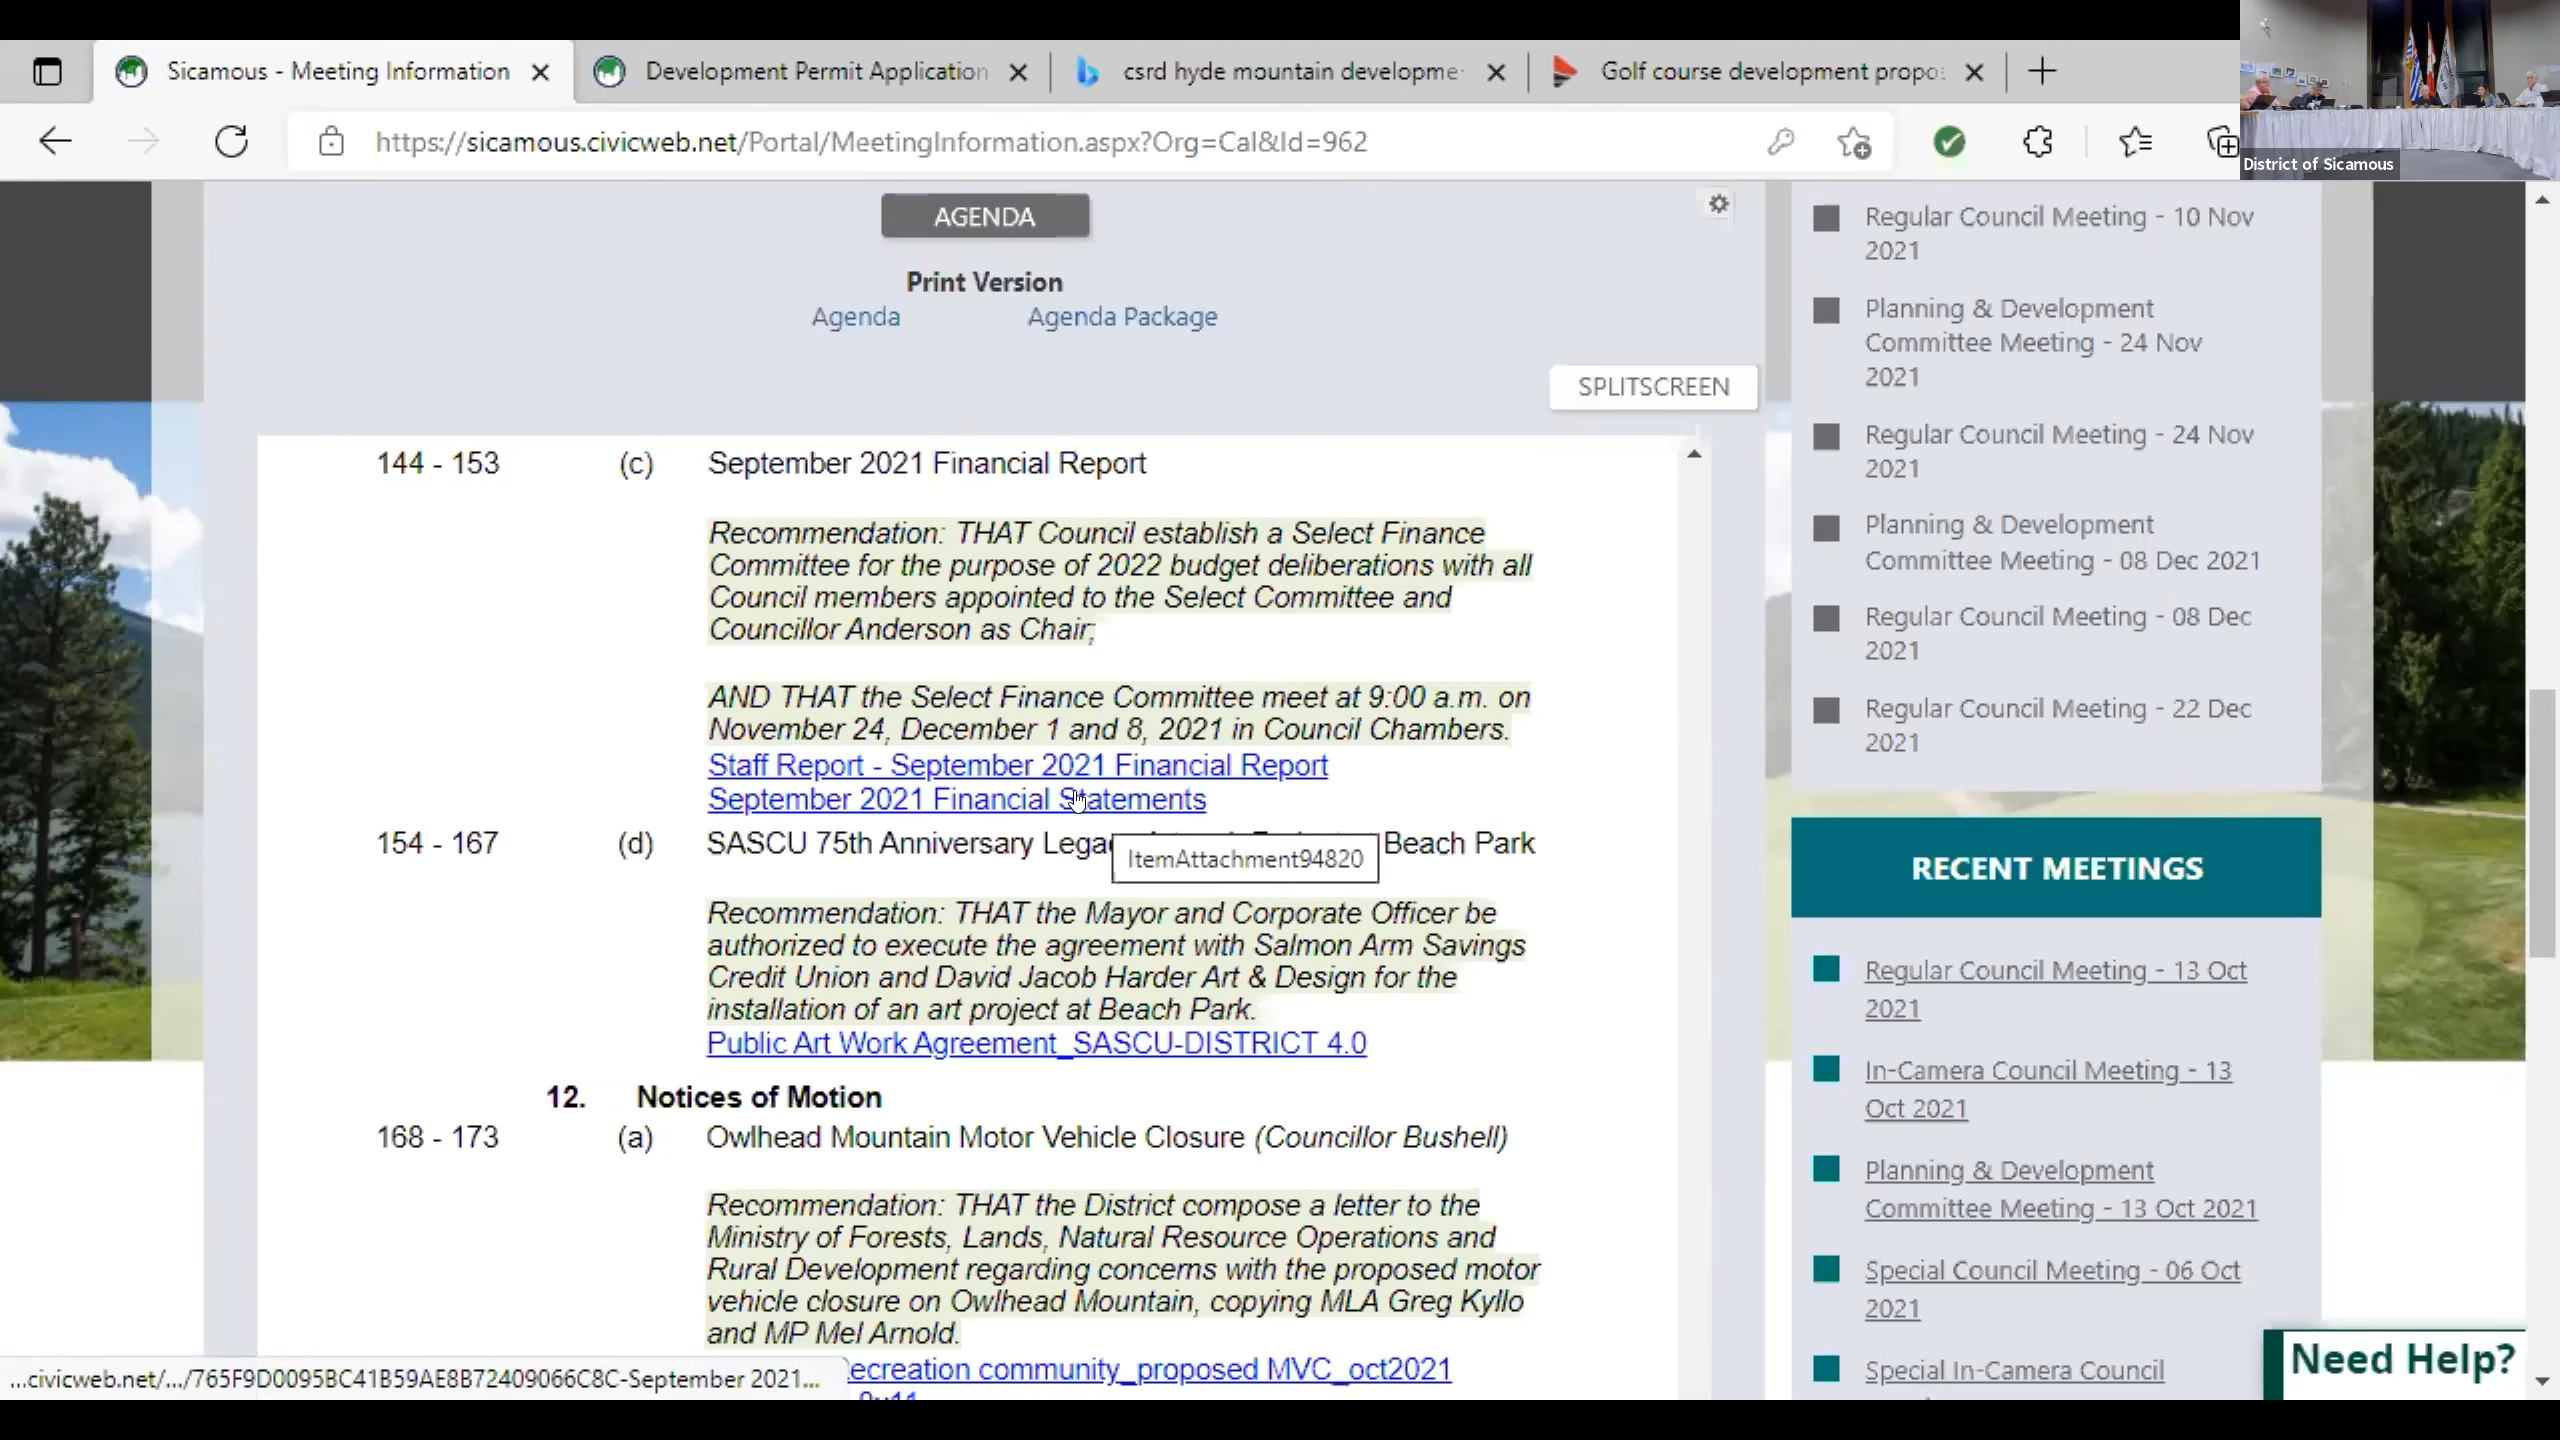 Sicamous - Meeting Information
Development Permit Application
csrd hyde mountain developme
Golf course development propo
https://sicamous.civicweb.net/Portal/MeetingInformation.aspx?Org=Cal&Id=962
District of Sicamous
AGENDA
Print Version
Agenda Agenda Package
SPLITSCREEN
144 - 153 (c) September 2021 Financial Report
Recommendation: THAT Council establish a Select Finance
Committee for the purpose of 2022 budget deliberations with all
Council members appointed to the Select Committee and
Councillor Anderson as Chair;
AND THAT the Select Finance Committee meet at 9:00 a.m. on
November 24, December 1 and 8, 2021 in Council Chambers.
Staff Report - September 2021 Financial Report
September 2021 Financial Statements
154 - 167 (d) SASCU 75th Anniversary Beach Park
ItemAttachment94820
Recommendation: THAT the Mayor and Corporate Officer be
authorized to execute the agreement with Salmon Arm Savings
Credit Union and David Jacob Harder Art & Design for the
installation of an art project at Beach Park.
Public Art Work Agreement_SASCU-DISTRICT 4.0
12. Notices of Motion
168 - 173 (a) Owlhead Mountain Motor Vehicle Closure (Councillor Bushell)
Recommendation: THAT the District compose a letter to the
Ministry of Forests, Lands, Natural Resource Operations and
Rural Development regarding concerns with the proposed motor
vehicle closure on Owlhead Mountain, copying MLA Greg Kyllo
and MP Mel Arnold.
ecreation community_proposed MVC_oct2021
...civicweb.net/.../765F9D0095BC41B59AE8B72409066C8C-September 2021...
Regular Council Meeting - 10 Nov
2021
Planning & Development
Committee Meeting - 24 Nov
2021
Regular Council Meeting - 24 Nov
2021
Planning & Development
Committee Meeting - 08 Dec 2021
Regular Council Meeting - 08 Dec
2021
Regular Council Meeting - 22 Dec
2021
RECENT MEETINGS
Regular Council Meeting - 13 Oct
2021
In-Camera Council Meeting - 13
Oct 2021
Planning & Development
Committee Meeting - 13 Oct 2021
Special Council Meeting - 06 Oct
2021
Special In-Camera Council
Need Help?